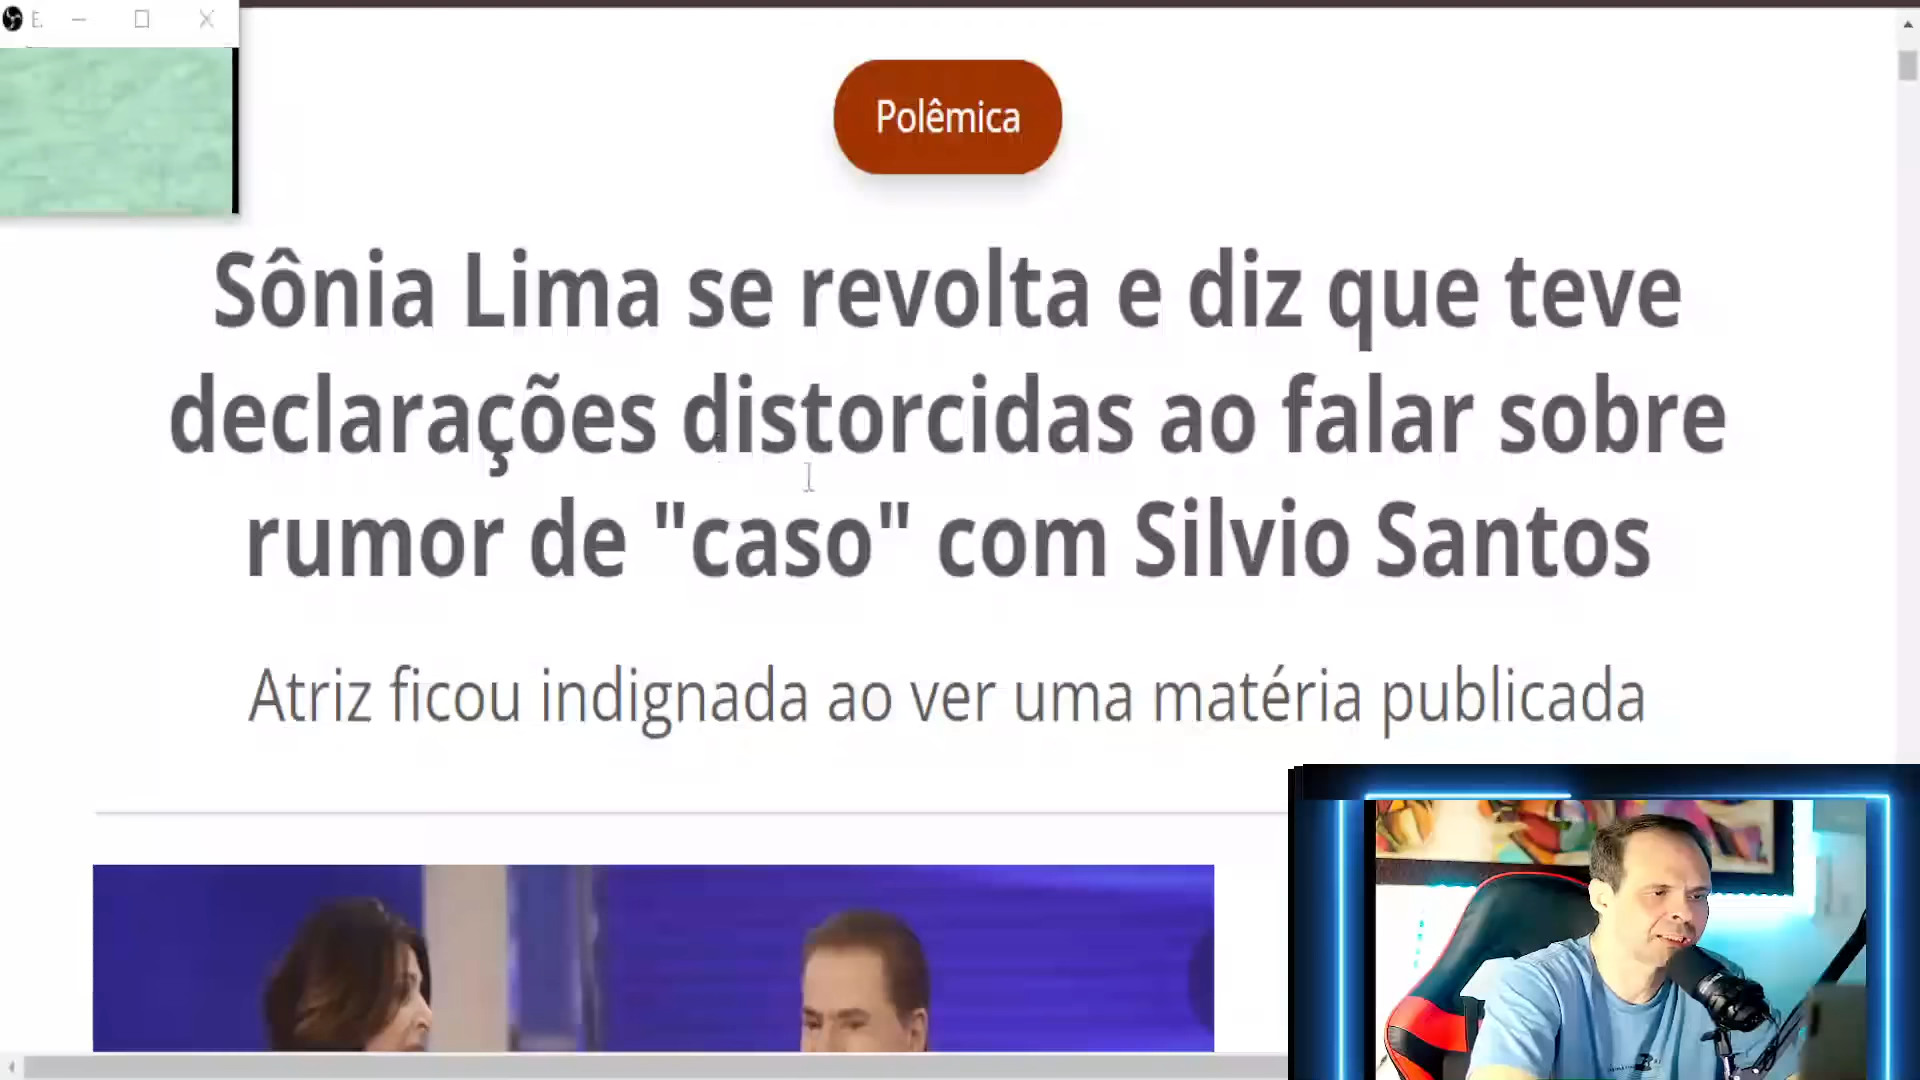 E.
Polêmica
Sônia Lima se revolta e diz que teve
declarações distorcidas ao falar sobre
rumor de "caso" com Silvio Santos
Atriz ficou indignada ao ver uma matéria publicada